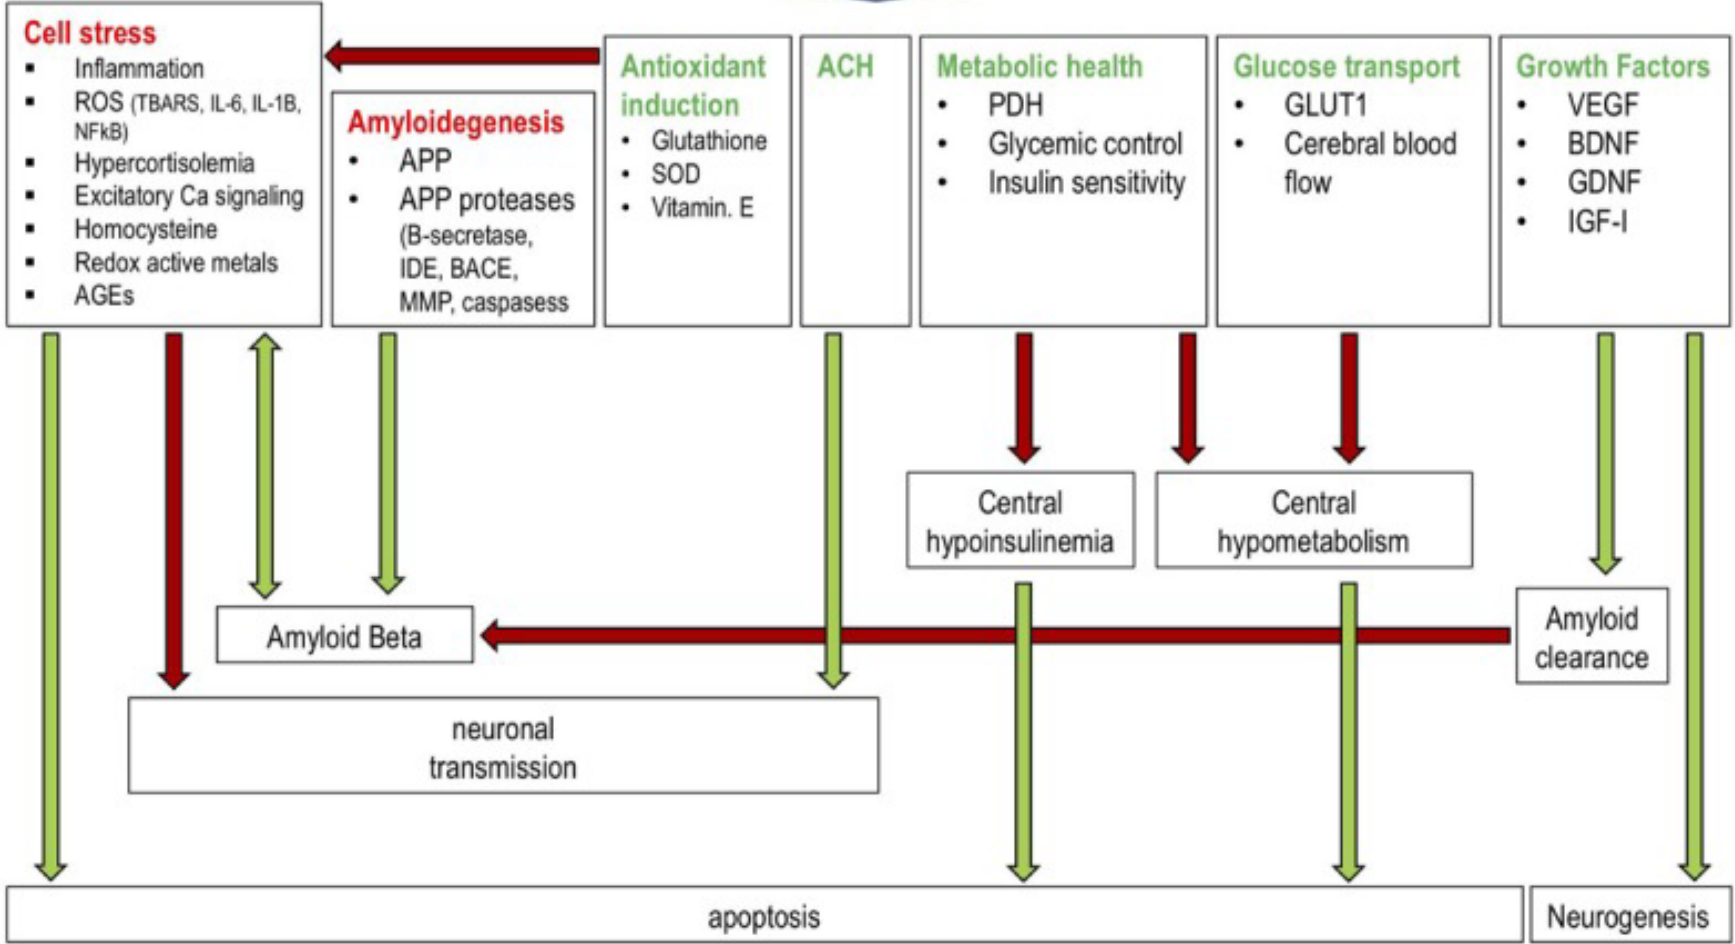 Cell stress
▪ Inflammation
▪ ROS (TBARS, IL-6, IL-1B,
NFkB)
▪ Hypercortisolemia
▪ Excitatory Ca signaling
▪ Homocysteine
▪ Redox active metals
▪ AGEs
Amyloidegenesis
• APP
• APP proteases
(B-secretase,
IDE, BACE,
MMP, caspasess
Antioxidant
induction
• Glutathione
• SOD
• Vitamin. E
ACH
Metabolic health
• PDH
• Glycemic control
• Insulin sensitivity
Glucose transport
• GLUT1
• Cerebral blood
flow
Growth Factors
• VEGF
• BDNF
• GDNF
• IGF-I
Central
hypoinsulinemia
Central
hypometabolism
Amyloid Beta
Amyloid
clearance
neuronal
transmission
apoptosis
Neurogenesis